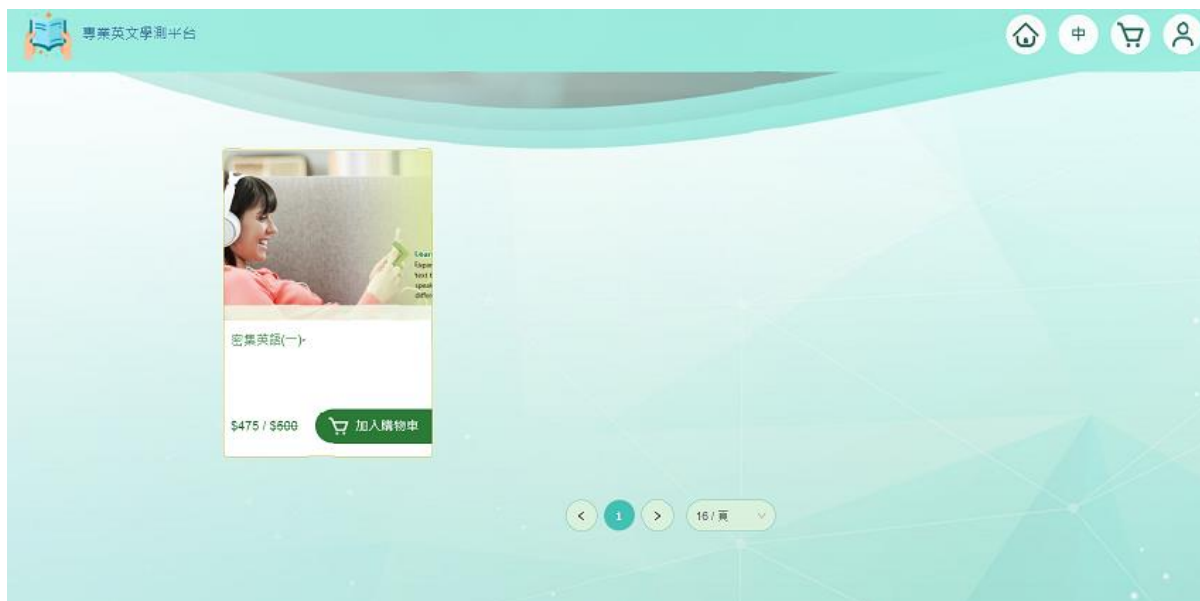 專業英文學測平台
中
密集英語(一)-
$475 / $500
加入購物車
<
1
>
16 / 頁